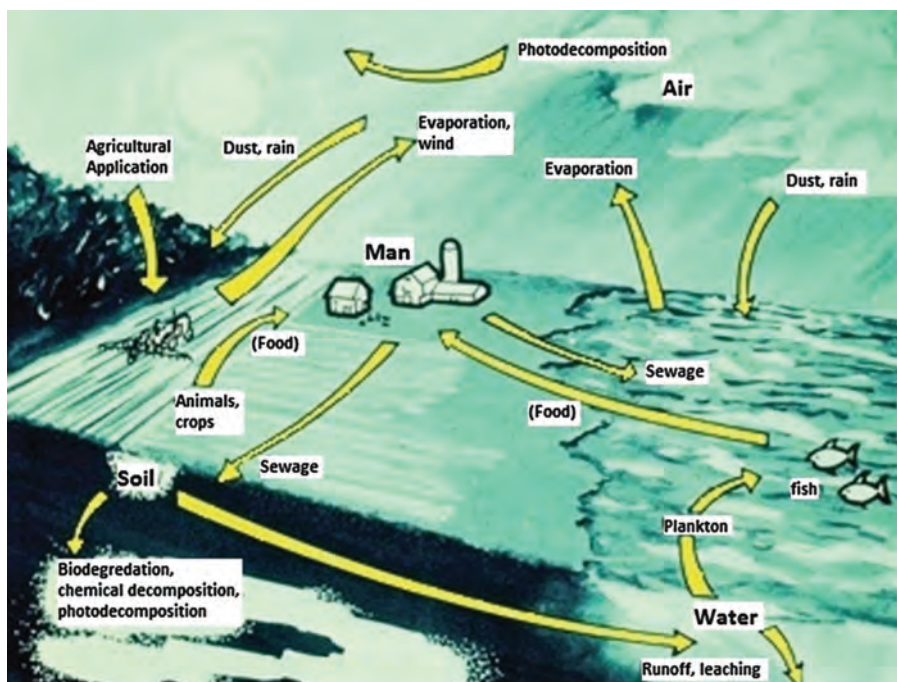 Photodecomposition
Air
Agricultural
Application
Dust, rain
Evaporation,
wind
Evaporation
Dust, rain
Man
(Food)
Sewage
Animals,
crops
(Food)
Sewage
Soil
fish
Plankton
Biodegredation,
chemical decomposition,
photodecomposition
Water
Runoff, leaching